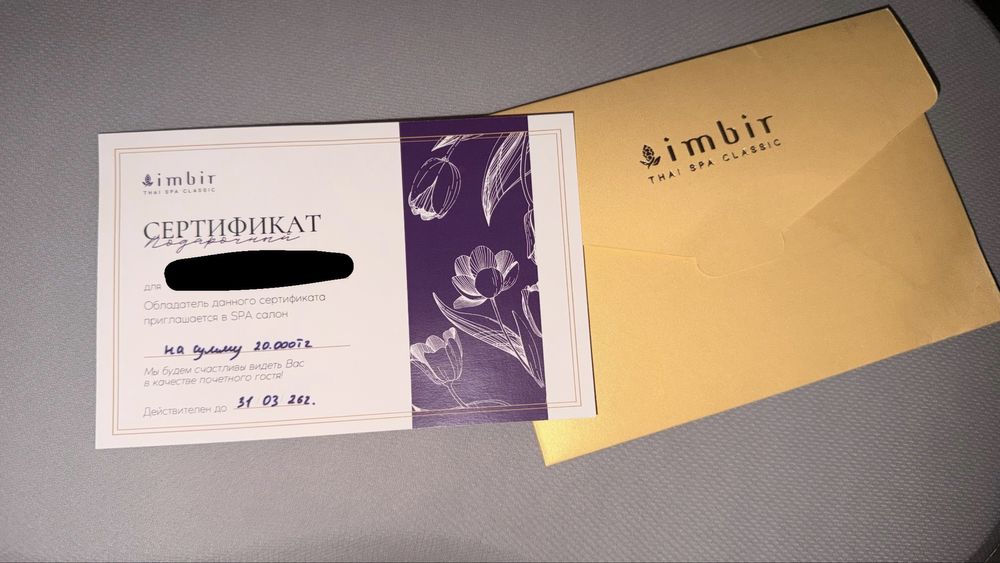 imbir
THAI SPA CLASSIC
СЕРТИФИКАТ
Подарочный
для
Обладатель данного сертификата
приглашается в SPA салон
на сумму 20.000тг
Мы будем счастливы видеть Вас
в качестве почетного гостя!
Действителен до 31 03 26г.
imbir
THAI SPA CLASSIC